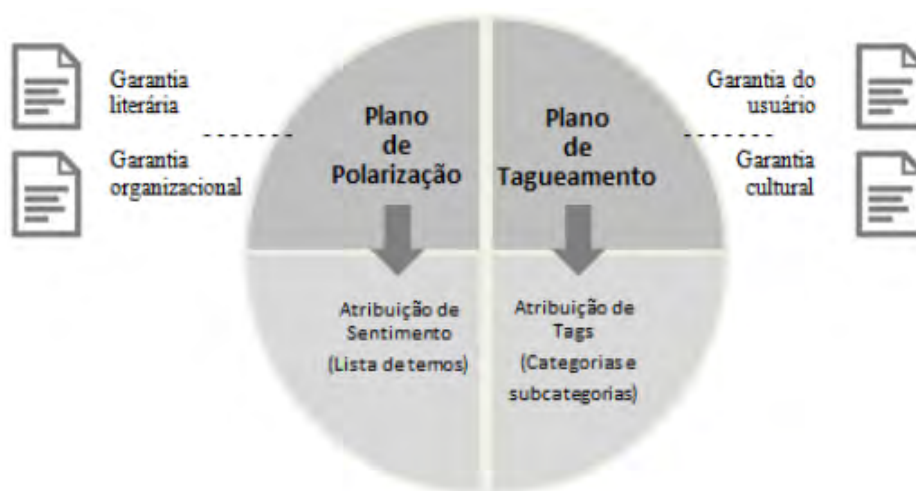 Garantia
literária
Garantia
organizacional
Plano
de
Polarização
Plano
de
Tagueamento
Garantia do
usuário
Garantia
cultural
Atribuição de
Sentimento
(Lista de temos)
Atribuição de
Tags
(Categorias e
subcategorias)